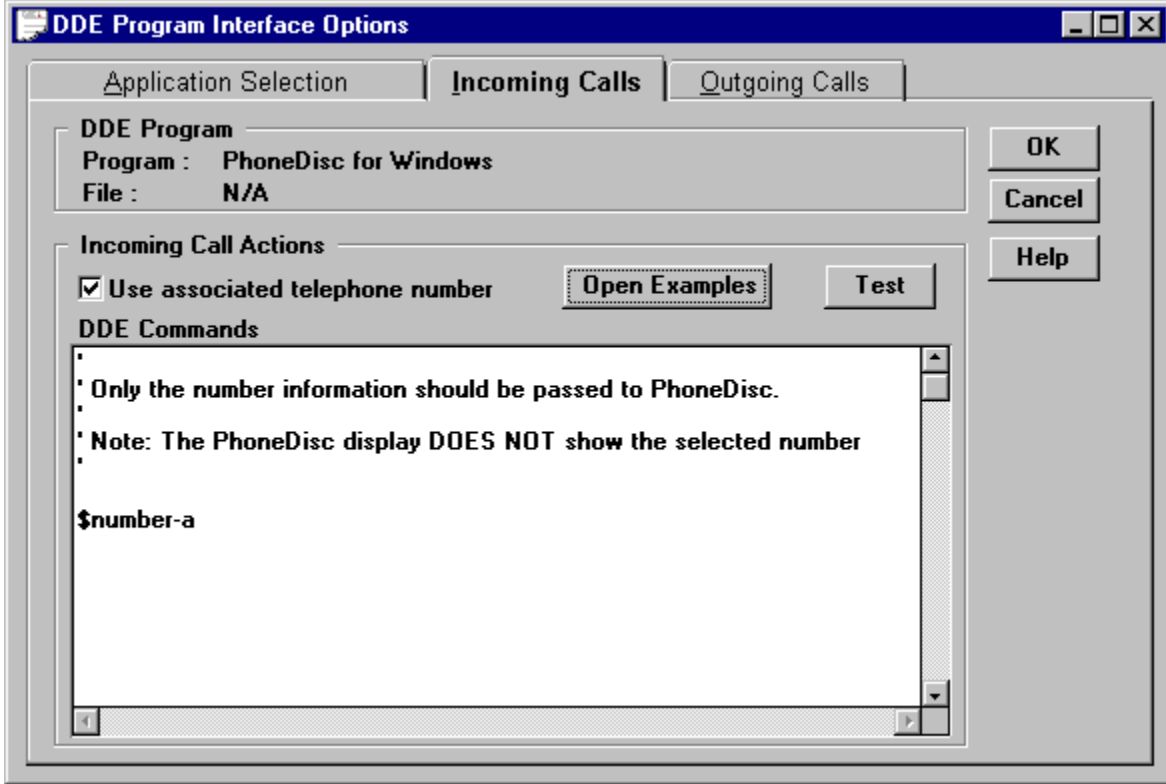 DDE Program Interface Options
Application Selection
Incoming Calls
Outgoing Calls
DDE Program
Program : PhoneDisc for Windows
File : N/A
OK
Cancel
Help
Incoming Call Actions
Use associated telephone number
Open Examples
Test
DDE Commands
'
' Only the number information should be passed to PhoneDisc.
'
' Note: The PhoneDisc display DOES NOT show the selected number
'
$number-a